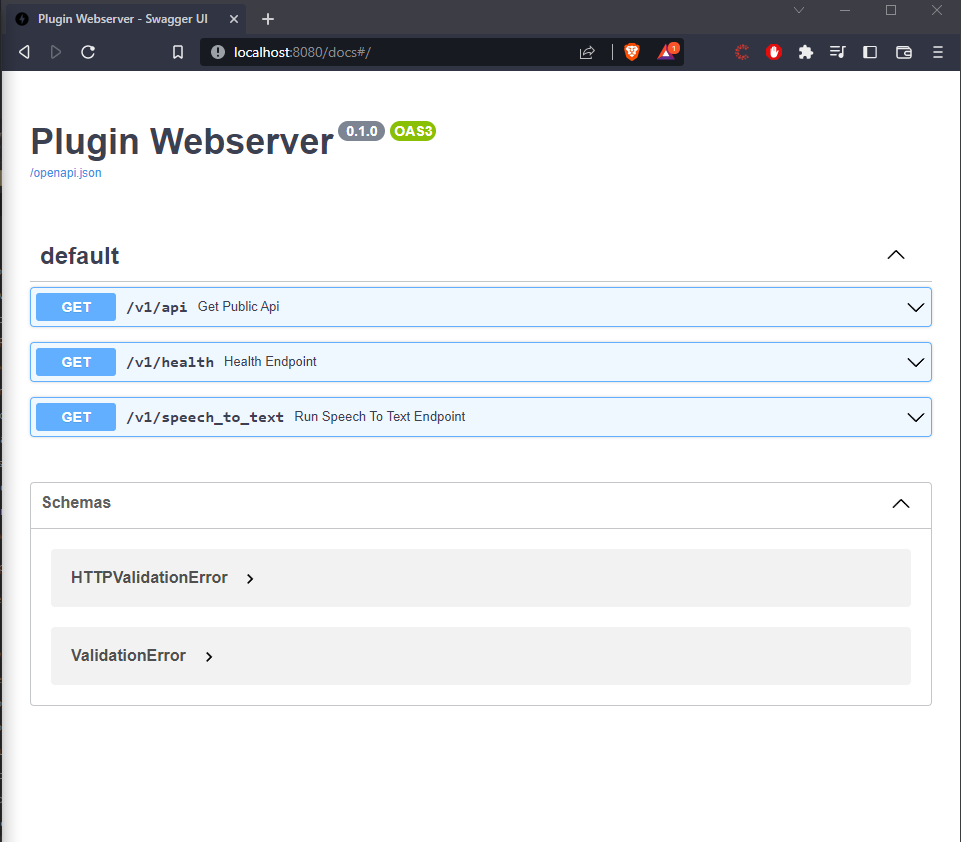 Plugin Webserver - Swagger UI
localhost:8080/docs#/
1
Plugin Webserver 0.1.0 OAS3
/openapi.json
default
GET /v1/api Get Public Api
GET /v1/health Health Endpoint
GET /v1/speech_to_text Run Speech To Text Endpoint
Schemas
HTTPValidationError
ValidationError